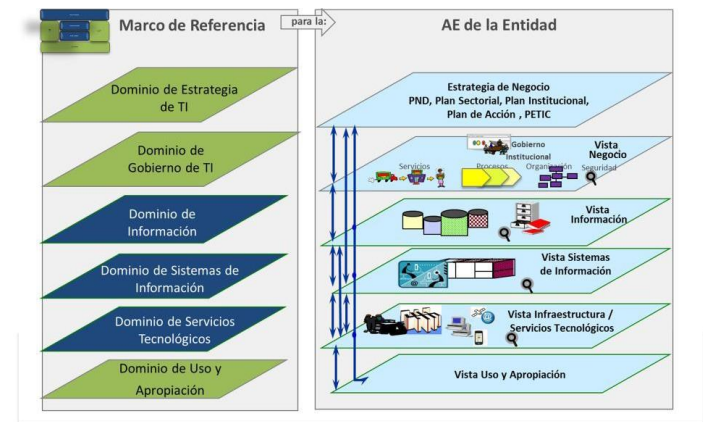 Marco de Referencia
para la:
AE de la Entidad
Dominio de Estrategia
de TI
Dominio de
Gobierno de TI
Dominio de
Información
Dominio de Sistemas de
Información
Dominio de Servicios
Tecnológicos
Dominio de Uso y
Apropiación
Estrategia de Negocio
PND, Plan Sectorial, Plan Institucional,
Plan de Acción , PETIC
Gobierno
Institucional
Vista
Negocio
Servicios
Procesos
Organización
Seguridad
Vista
Información
Vista Sistemas
de Información
Vista Infraestructura /
Servicios Tecnológicos
Vista Uso y Apropiación